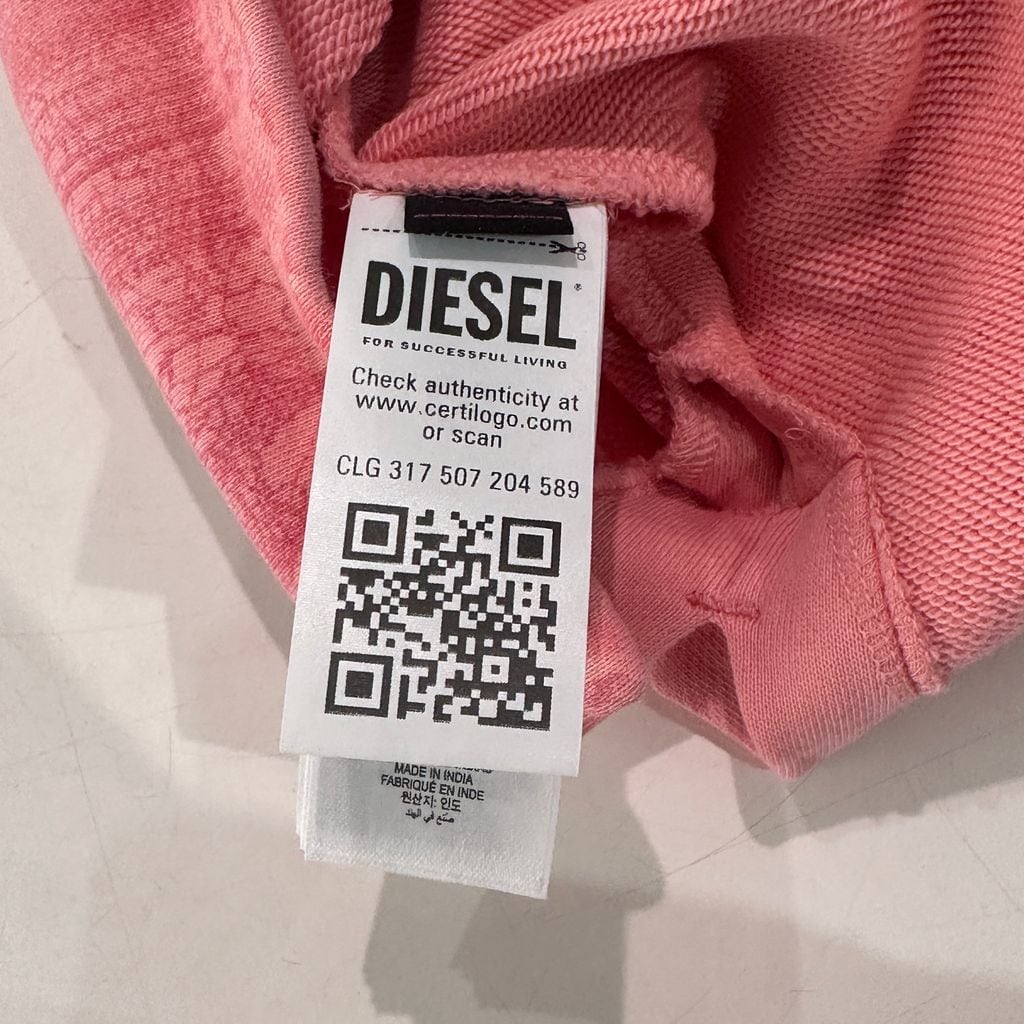 DIESEL®
FOR SUCCESSFUL LIVING
Check authenticity at
www.certilogo.com
or scan
CLG 317 507 204 589
MADE IN INDIA
FABRIQUÉ EN INDE
원산지: 인도
صنع في الهند